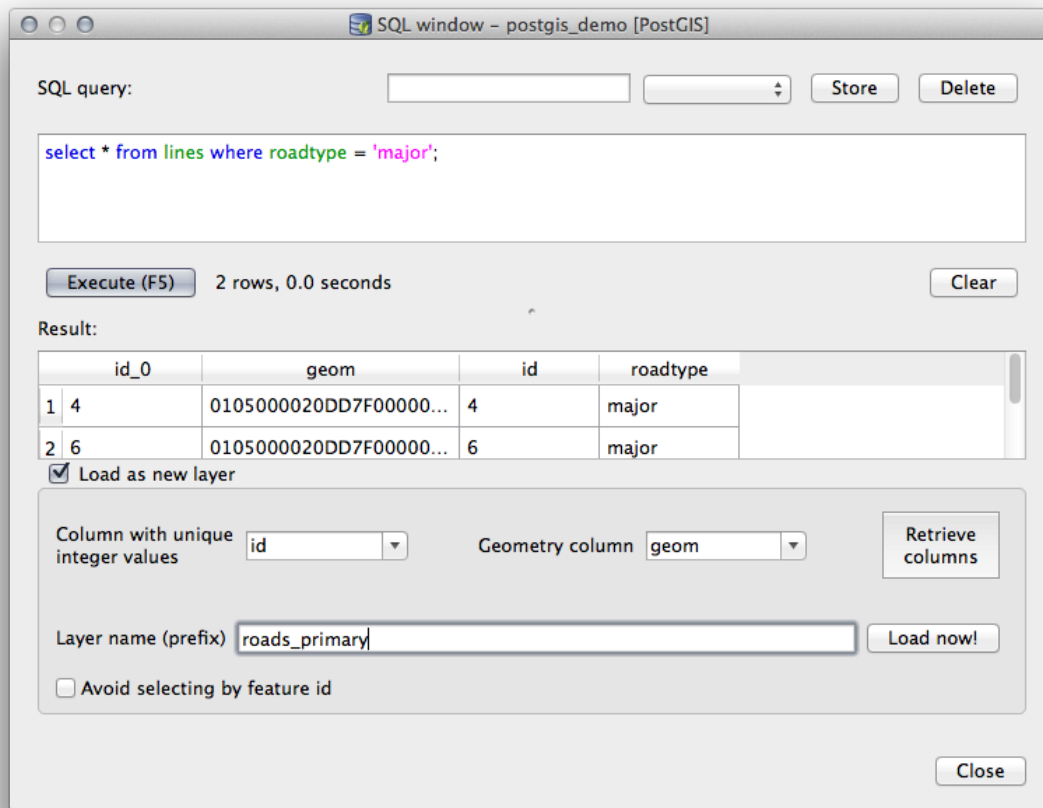 SQL window – postgis_demo [PostGIS]
SQL query: Store Delete
select * from lines where roadtype = 'major';
Execute (F5) 2 rows, 0.0 seconds Clear
Result:
id_0 geom id roadtype
1 4 0105000020DD7F00000... 4 major
2 6 0105000020DD7F00000... 6 major
Load as new layer
Column with unique integer values id Geometry column geom Retrieve columns
Layer name (prefix) roads_primary Load now!
Avoid selecting by feature id
Close